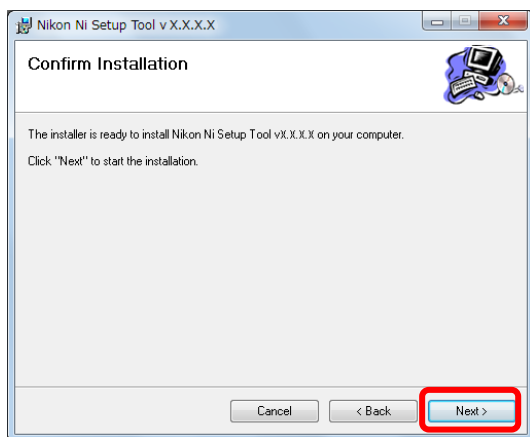 Nikon Ni Setup Tool v X.X.X.X
Confirm Installation
The installer is ready to install Nikon Ni Setup Tool vX.X.X.X on your computer.
Click "Next" to start the installation.
Cancel
< Back
Next >